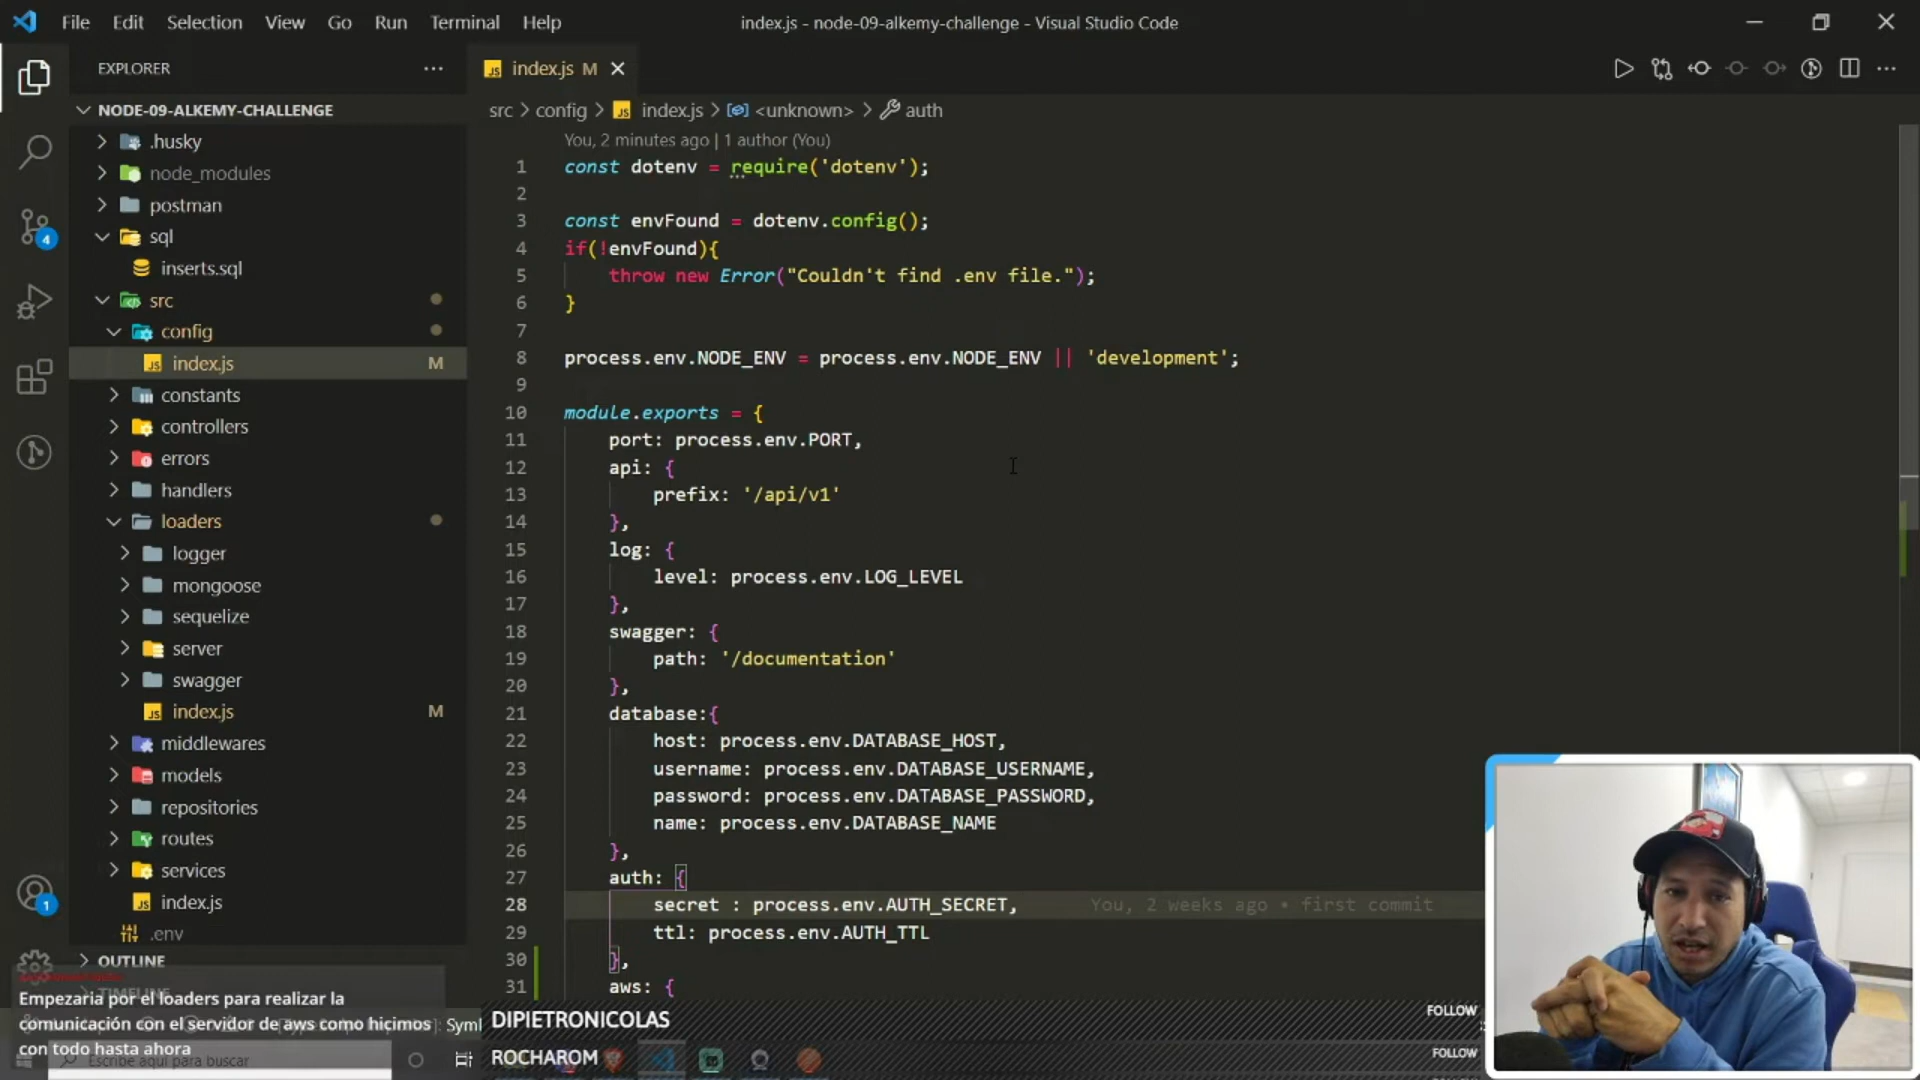 File Edit Selection View Go Run Terminal Help
index.js - node-09-alkemy-challenge - Visual Studio Code
EXPLORER
index.js M
NODE-09-ALKEMY-CHALLENGE
.husky
node_modules
postman
sql
inserts.sql
src
config
index.js M
constants
controllers
errors
handlers
loaders
logger
mongoose
sequelize
server
swagger
index.js M
middlewares
models
repositories
routes
services
index.js
.env
OUTLINE
TIMELINE
4
1
src > config > index.js > <unknown> > auth
You, 2 minutes ago | 1 author (You)
1 const dotenv = require('dotenv');
2
3 const envFound = dotenv.config();
4 if(!envFound){
5 throw new Error("Couldn't find .env file.");
6 }
7
8 process.env.NODE_ENV = process.env.NODE_ENV || 'development';
9
10 module.exports = {
11 port: process.env.PORT,
12 api: {
13 prefix: '/api/v1'
14 },
15 log: {
16 level: process.env.LOG_LEVEL
17 },
18 swagger: {
19 path: '/documentation'
20 },
21 database:{
22 host: process.env.DATABASE_HOST,
23 username: process.env.DATABASE_USERNAME,
24 password: process.env.DATABASE_PASSWORD,
25 name: process.env.DATABASE_NAME
26 },
27 auth: {
28 secret : process.env.AUTH_SECRET, You, 2 weeks ago • first commit
29 ttl: process.env.AUTH_TTL
30 },
31 aws: {
Empezaria por el loaders para realizar la
comunicación con el servidor de aws como hicimos
con todo hasta ahora
Escribe aquí para buscar
DIPIETRONICOLAS FOLLOW
ROCHAROM FOLLOW